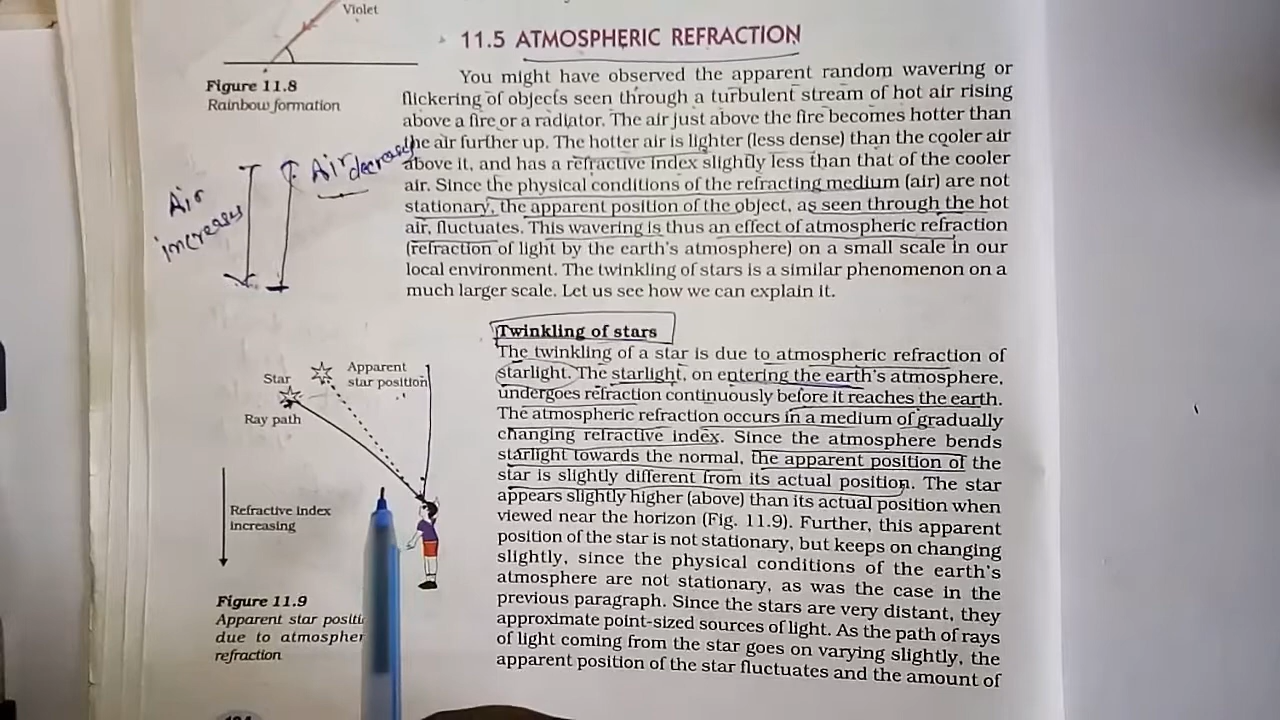 Violet
Figure 11.8
Rainbow formation
Air
increases
Air
decreases
11.5 ATMOSPHERIC REFRACTION
You might have observed the apparent random wavering or
flickering of objects seen through a turbulent stream of hot air rising
above a fire or a radiator. The air just above the fire becomes hotter than
the air further up. The hotter air is lighter (less dense) than the cooler air
above it, and has a refractive index slightly less than that of the cooler
air. Since the physical conditions of the refracting medium (air) are not
stationary, the apparent position of the object, as seen through the hot
air, fluctuates. This wavering is thus an effect of atmospheric refraction
(refraction of light by the earth's atmosphere) on a small scale in our
local environment. The twinkling of stars is a similar phenomenon on a
much larger scale. Let us see how we can explain it.
Star
Apparent
star position
Ray path
Refractive index
increasing
Figure 11.9
Apparent star positi
due to atmospher
refraction
Twinkling of stars
The twinkling of a star is due to atmospheric refraction of
starlight. The starlight, on entering the earth's atmosphere,
undergoes refraction continuously before it reaches the earth.
The atmospheric refraction occurs in a medium of gradually
changing refractive index. Since the atmosphere bends
starlight towards the normal, the apparent position of the
star is slightly different from its actual position. The star
appears slightly higher (above) than its actual position when
viewed near the horizon (Fig. 11.9). Further, this apparent
position of the star is not stationary, but keeps on changing
slightly, since the physical conditions of the earth's
atmosphere are not stationary, as was the case in the
previous paragraph. Since the stars are very distant, they
approximate point-sized sources of light. As the path of rays
of light coming from the star goes on varying slightly, the
apparent position of the star fluctuates and the amount of